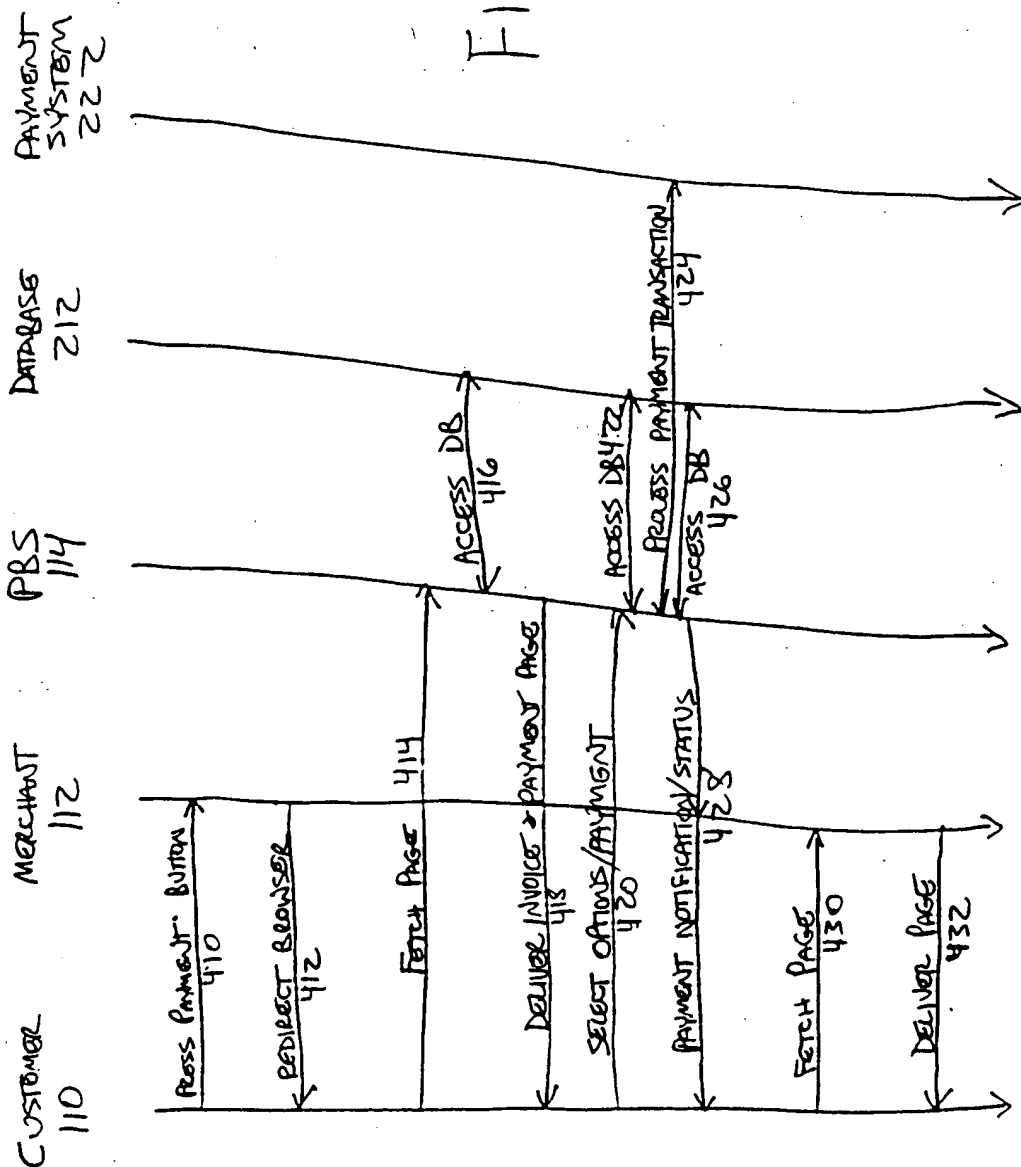 CUSTOMER
110
MERCHANT
112
PBS
114
DATABASE
212
PAYMENT
SYSTEM
222
PRESS PAYMENT BUTTON
410
REDIRECT BROWSER
412
FETCH PAGE 414
ACCESS DB
416
DELIVER INVOICE & PAYMENT PAGE
418
SELECT OPTIONS/PAYMENT
420
ACCESS DB 422
PROCESS PAYMENT TRANSACTION
424
ACCESS DB
426
PAYMENT NOTIFICATION/STATUS
428
FETCH PAGE
430
DELIVER PAGE
432